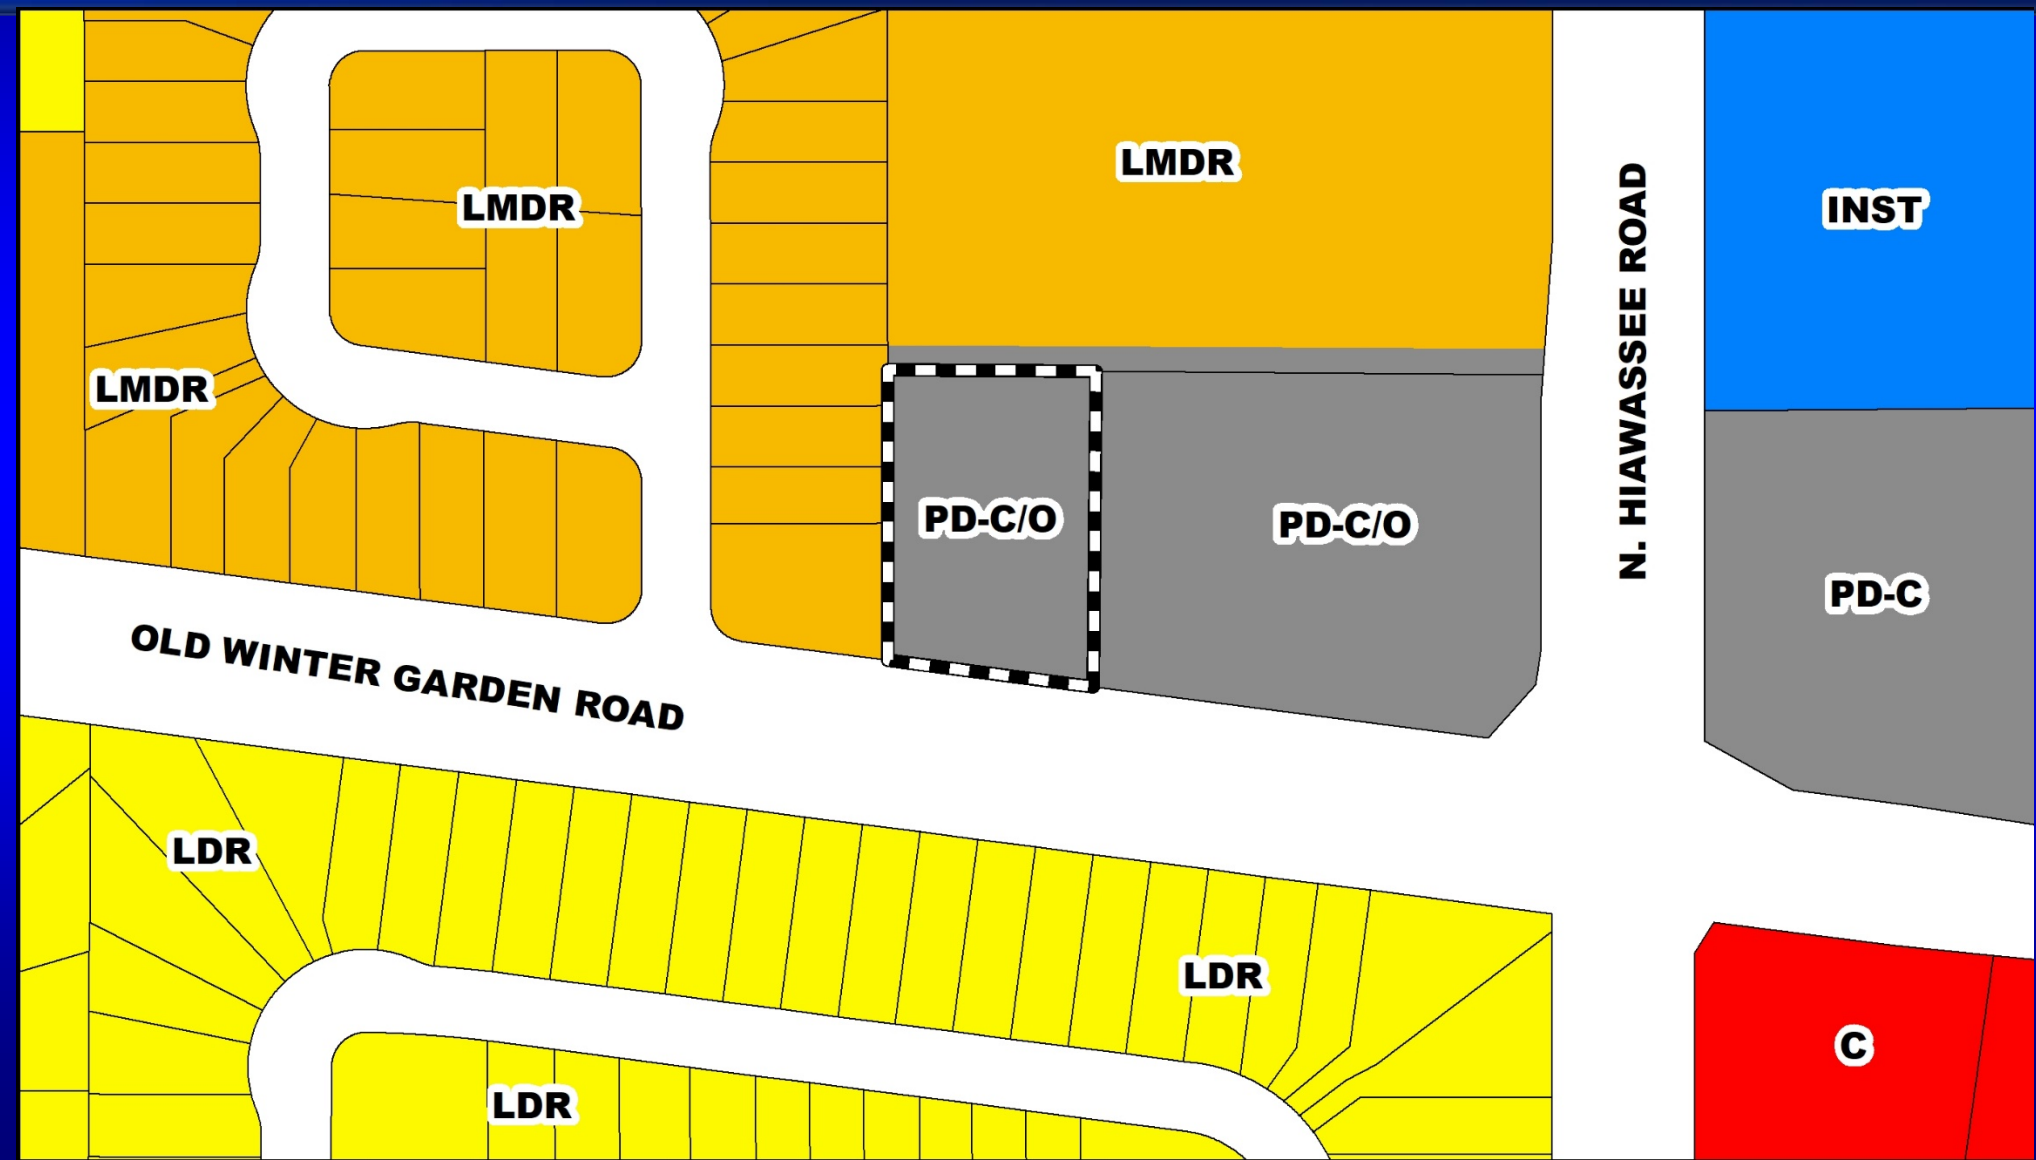 LMDR
INST
LMDR
N. HIAWASSEE ROAD
LMDR
PD-C/O
PD-C/O
PD-C
OLD WINTER GARDEN ROAD
LDR
LDR
C
LDR